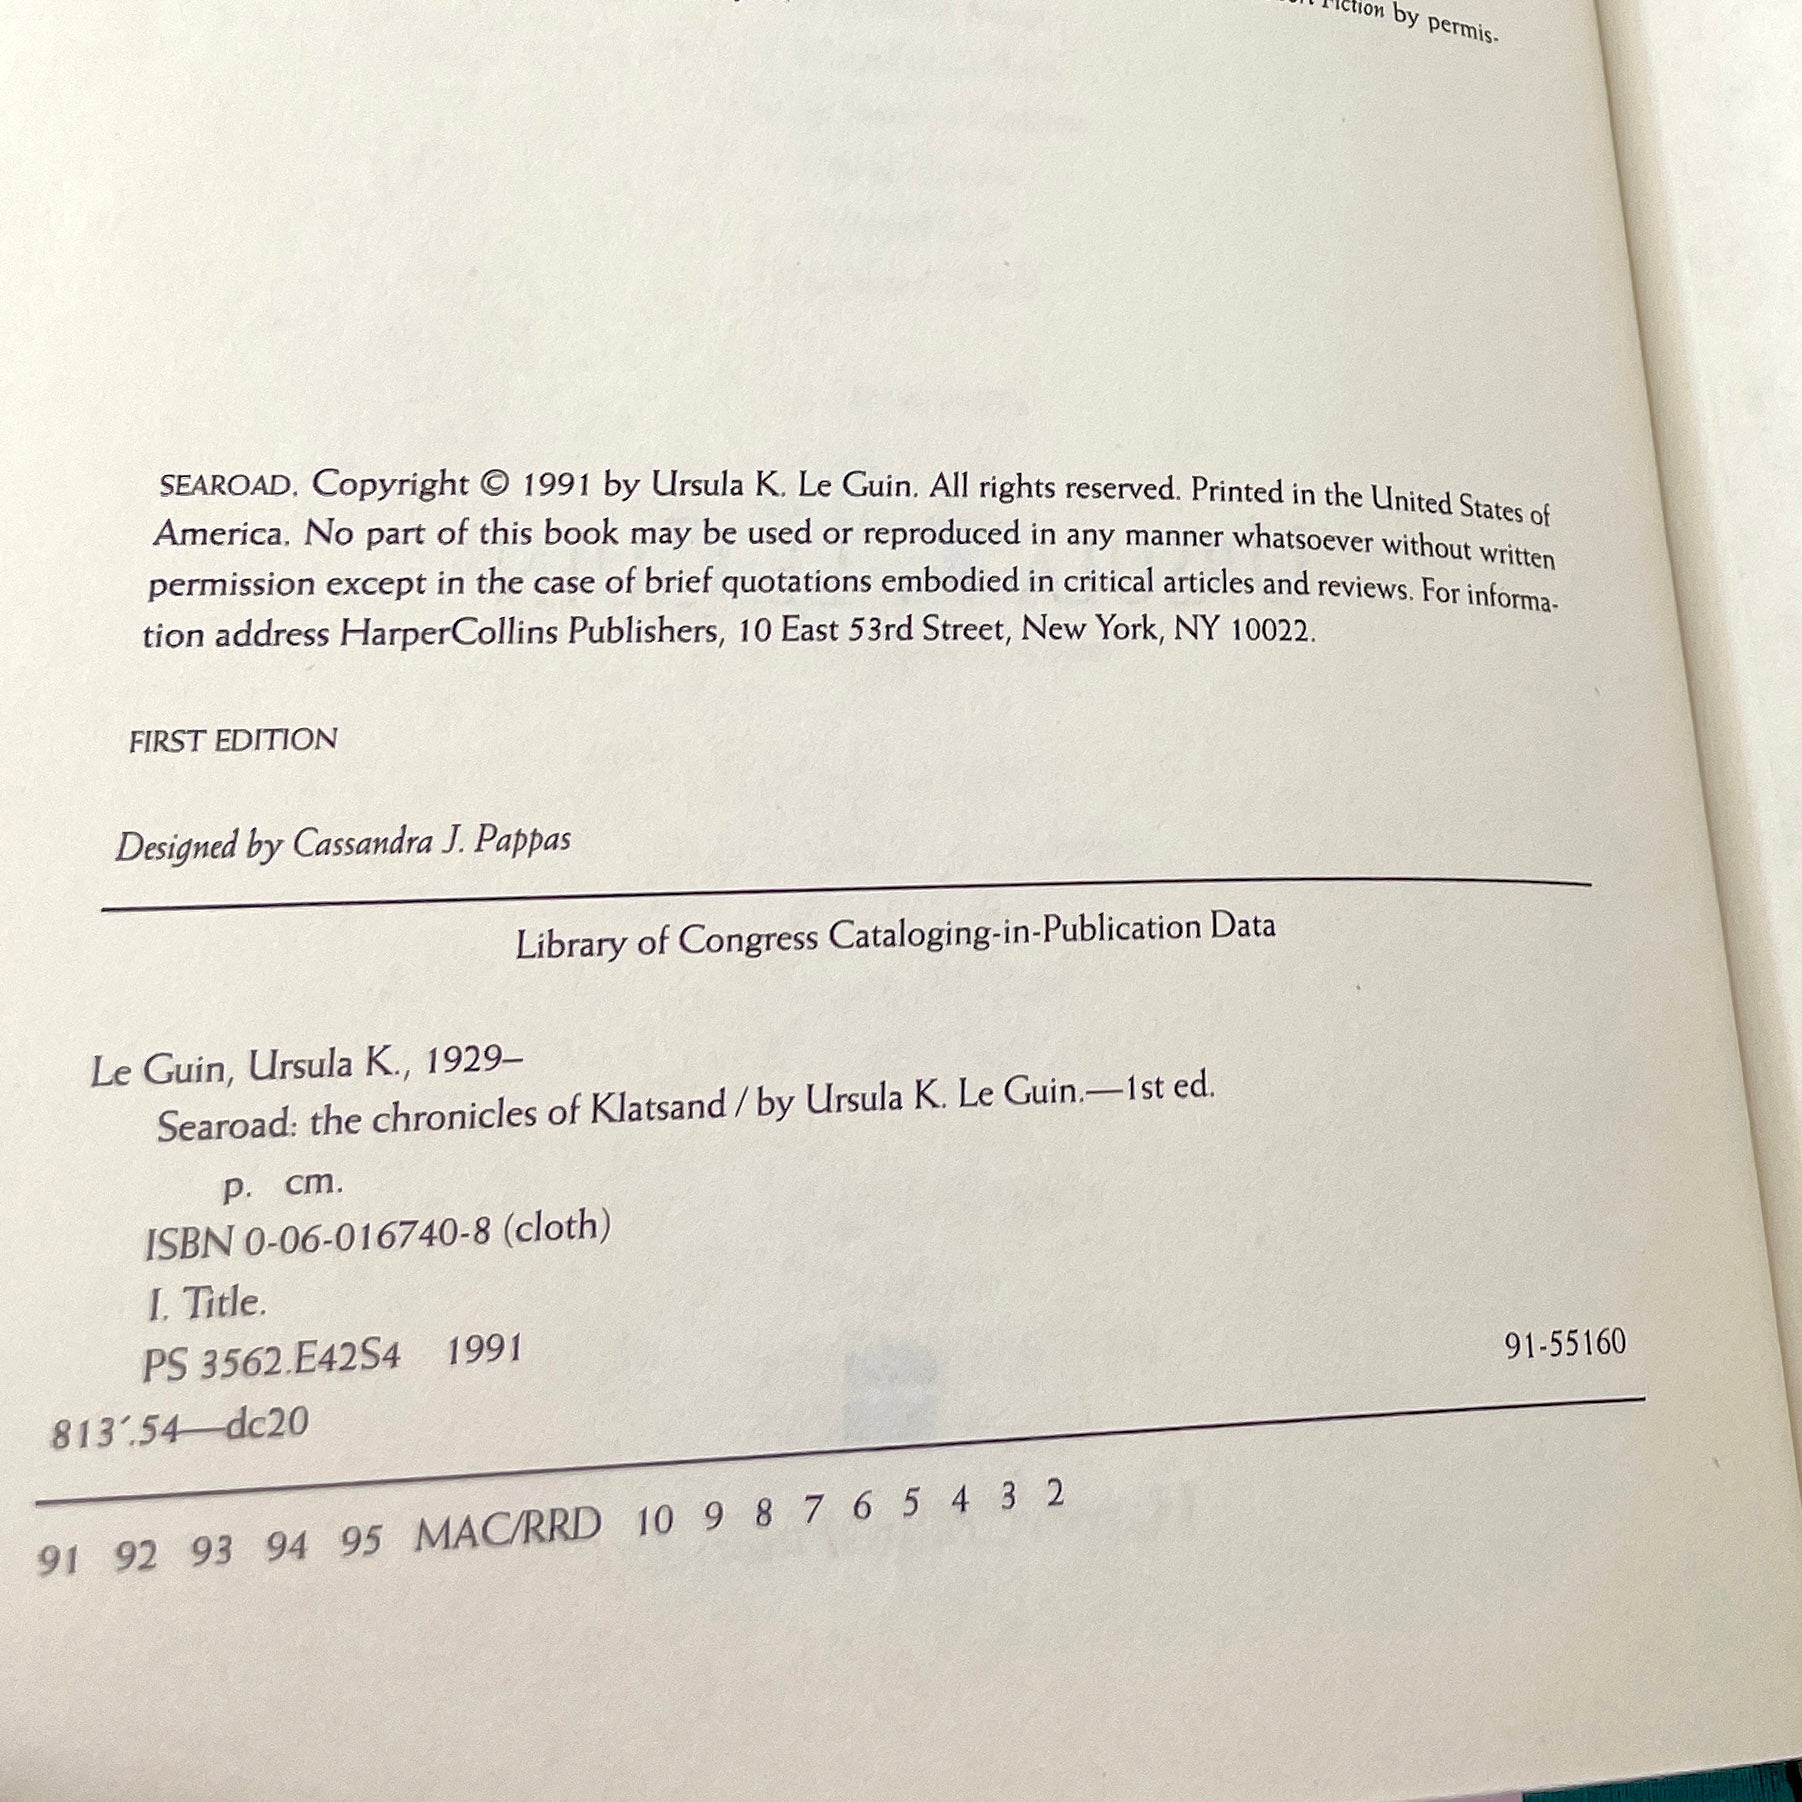 Fiction by permis-
SEAROAD. Copyright © 1991 by Ursula K. Le Guin. All rights reserved. Printed in the United States of
America. No part of this book may be used or reproduced in any manner whatsoever without written
permission except in the case of brief quotations embodied in critical articles and reviews. For informa-
tion address HarperCollins Publishers, 10 East 53rd Street, New York, NY 10022.
FIRST EDITION
Designed by Cassandra J. Pappas
Library of Congress Cataloging-in-Publication Data
Le Guin, Ursula K., 1929–
Searoad: the chronicles of Klatsand / by Ursula K. Le Guin.—1st ed.
p. cm.
ISBN 0-06-016740-8 (cloth)
I. Title.
PS 3562.E42S4 1991 91-55160
813´.54—dc20
91 92 93 94 95 MAC/RRD 10 9 8 7 6 5 4 3 2